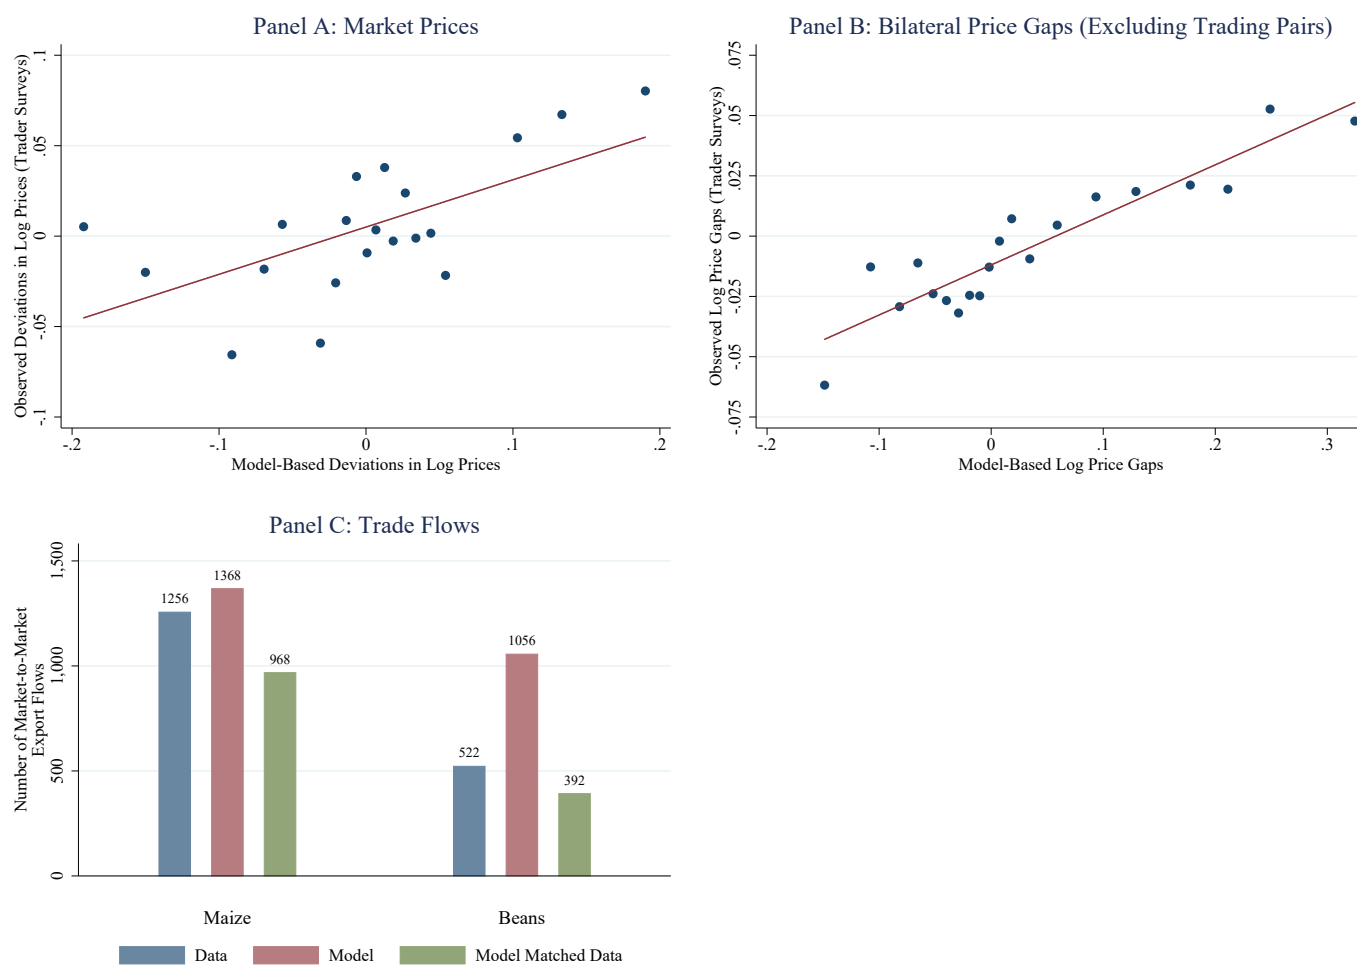 Panel A: Market Prices
Observed Deviations in Log Prices (Trader Surveys)
.1
.05
0
-.05
-.1
-.2
-.1
0
.1
.2
Model-Based Deviations in Log Prices
Panel B: Bilateral Price Gaps (Excluding Trading Pairs)
Observed Log Price Gaps (Trader Surveys)
.075
.05
.025
0
-.025
-.05
-.075
-.2
-.1
0
.1
.2
.3
Model-Based Log Price Gaps
Panel C: Trade Flows
Number of Market-to-Market
Export Flows
1,500
1,000
500
0
1256
1368
968
522
1056
392
Maize
Beans
Data
Model
Model Matched Data